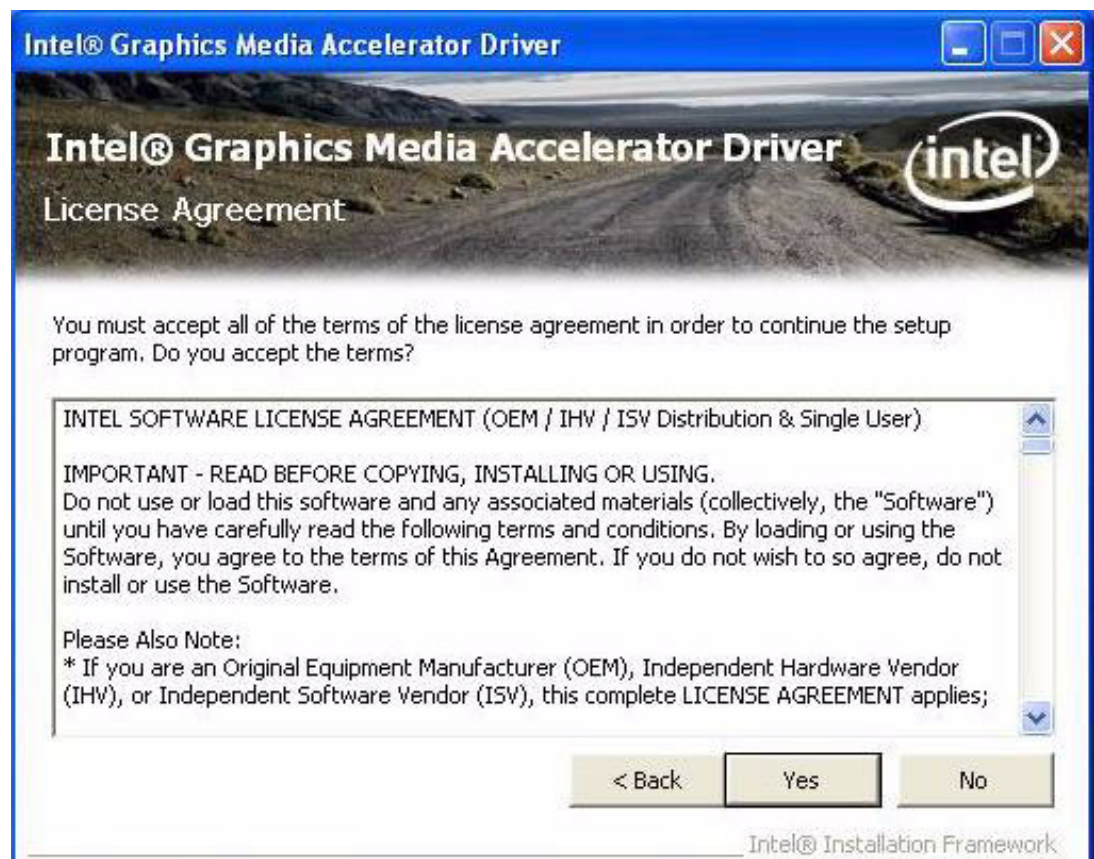 Intel® Graphics Media Accelerator Driver
Intel® Graphics Media Accelerator Driver
intel
License Agreement
You must accept all of the terms of the license agreement in order to continue the setup
program. Do you accept the terms?
INTEL SOFTWARE LICENSE AGREEMENT (OEM / IHV / ISV Distribution & Single User)
IMPORTANT - READ BEFORE COPYING, INSTALLING OR USING.
Do not use or load this software and any associated materials (collectively, the "Software")
until you have carefully read the following terms and conditions. By loading or using the
Software, you agree to the terms of this Agreement. If you do not wish to so agree, do not
install or use the Software.
Please Also Note:
* If you are an Original Equipment Manufacturer (OEM), Independent Hardware Vendor
(IHV), or Independent Software Vendor (ISV), this complete LICENSE AGREEMENT applies;
< Back Yes No
Intel® Installation Framework